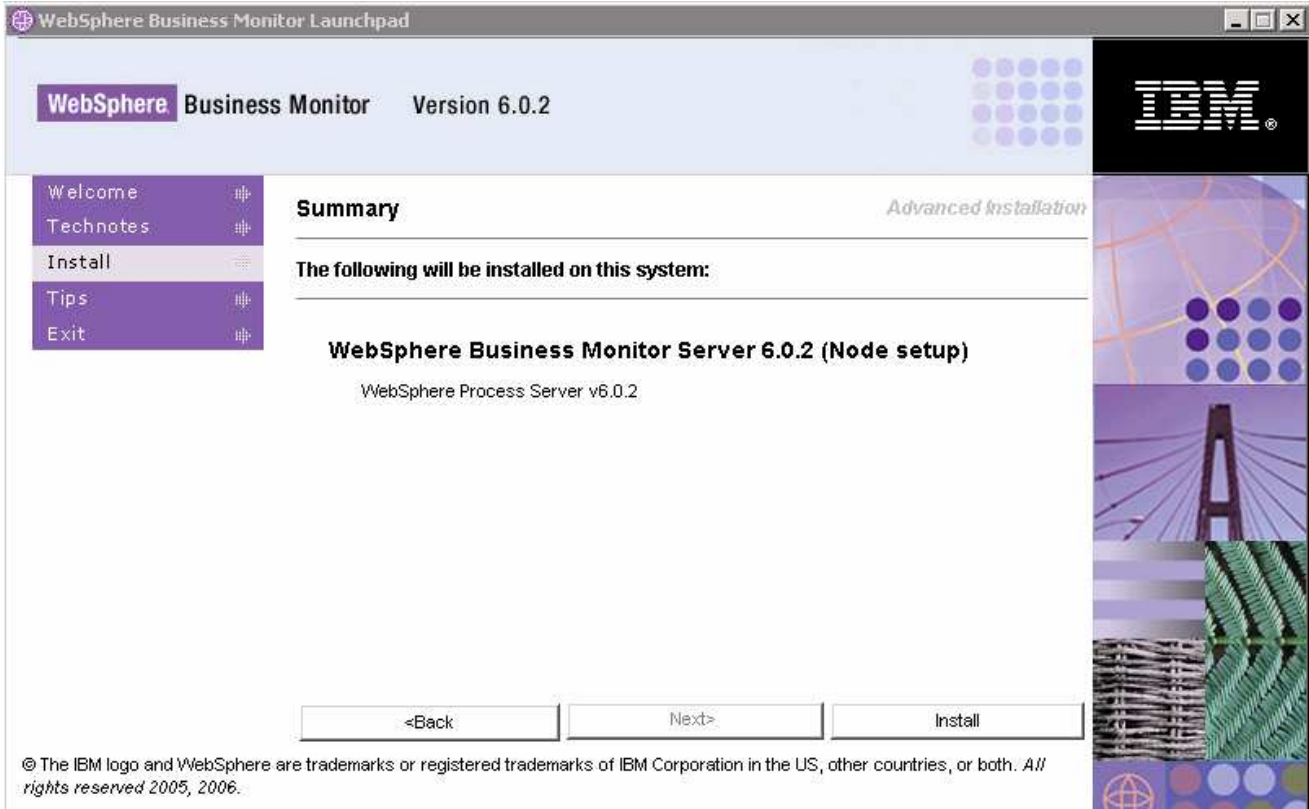 WebSphere Business Monitor Launchpad
WebSphere Business Monitor Version 6.0.2
IBM®
Welcome
Technotes
Install
Tips
Exit
Summary
Advanced Installation
The following will be installed on this system:
WebSphere Business Monitor Server 6.0.2 (Node setup)
WebSphere Process Server v6.0.2
<Back
Next>
Install
© The IBM logo and WebSphere are trademarks or registered trademarks of IBM Corporation in the US, other countries, or both. All
rights reserved 2005, 2006.